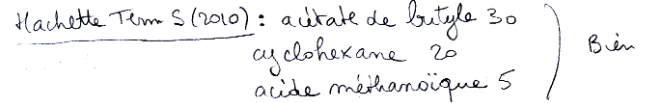 Hachette Term S (2010) : acétate de butyle 30
cyclohexane 20
acide méthanoïque 5
Bien